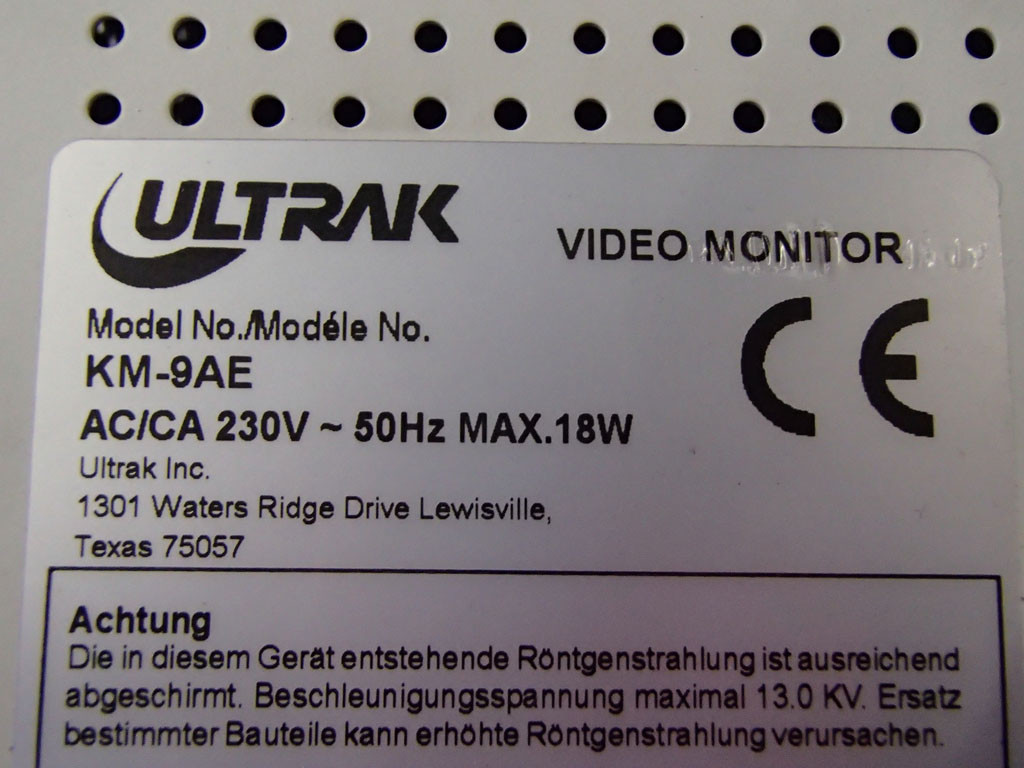 ULTRAK
VIDEO MONITOR
Model No./Modéle No.
KM-9AE
AC/CA 230V ~ 50Hz MAX.18W
Ultrak Inc.
1301 Waters Ridge Drive Lewisville,
Texas 75057
CE
Achtung
Die in diesem Gerät entstehende Röntgenstrahlung ist ausreichend
abgeschirmt. Beschleunigungsspannung maximal 13.0 KV. Ersatz
bestimmter Bauteile kann erhöhte Röntgenstrahlung verursachen.